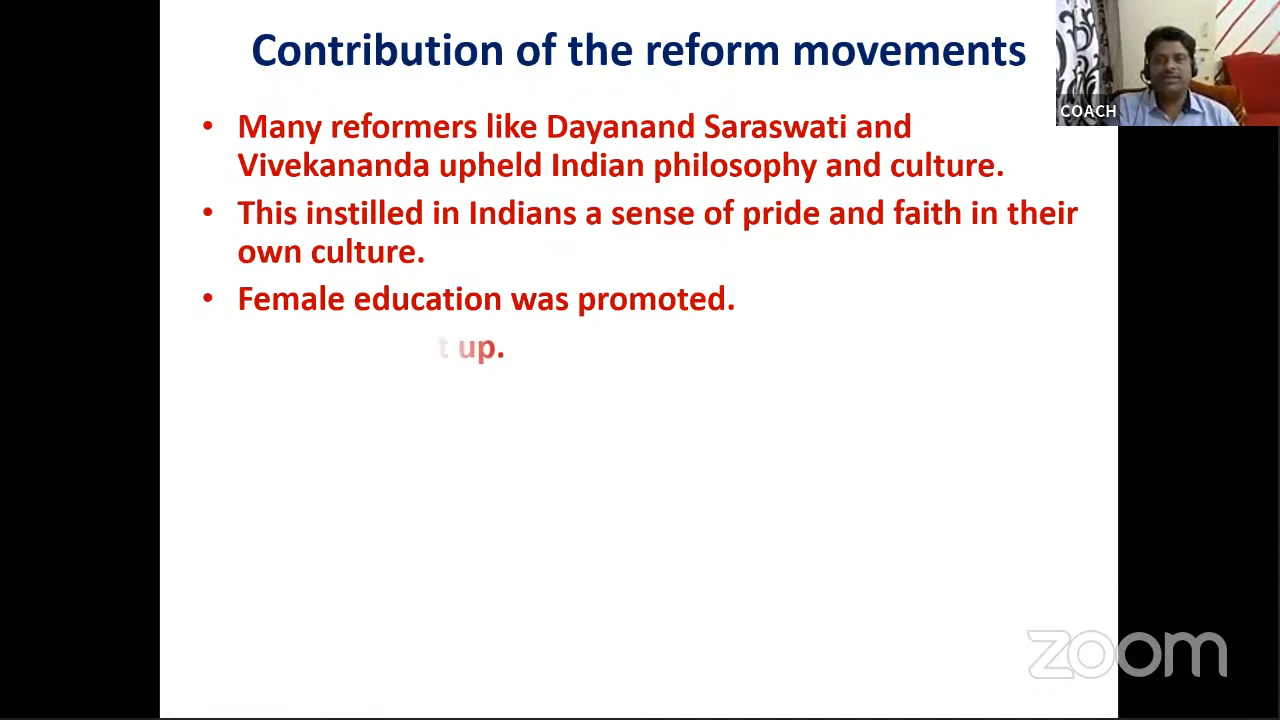 Contribution of the reform movements
COACH
• Many reformers like Dayanand Saraswati and
Vivekananda upheld Indian philosophy and culture.
• This instilled in Indians a sense of pride and faith in their
own culture.
• Female education was promoted.
t up.
zoom